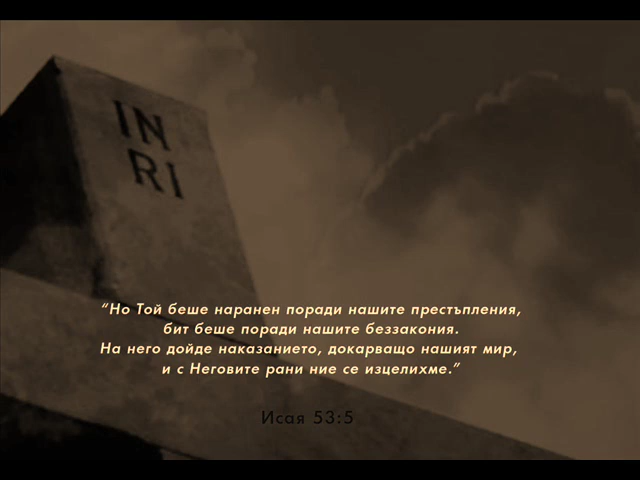 IN
RI
“Но Той беше наранен поради нашите престъпления,
бит беше поради нашите беззакония.
На него дойде наказанието, докарващо нашият мир,
и с Неговите рани ние се изцелихме.”
Исая 53:5